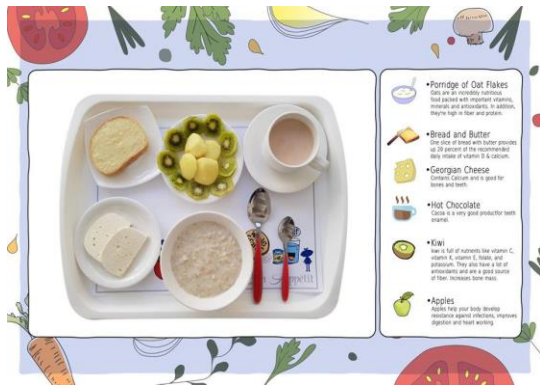 •Porridge of Oat Flakes
Oats are an incredibly nutritious
food packed with important vitamins,
minerals and antioxidants. In addition,
they're high in fiber and protein.
•Bread and Butter
One slice of bread with butter provides
up 20 percent of the recommended
daily intake of vitamin D & calcium.
•Georgian Cheese
Contains Calcium and is good for
bones and teeth.
•Hot Chocolate
Cocoa is a very good productfor teeth
enamel.
•Kiwi
kiwi is full of nutrients like vitamin C,
vitamin K, vitamin E, folate, and
potassium. They also have a lot of
antioxidants and are a good source
of fiber. Increases bone mass.
•Apples
Apples help your body develop
resistance against infections, improves
digestion and heart working.
Appetit